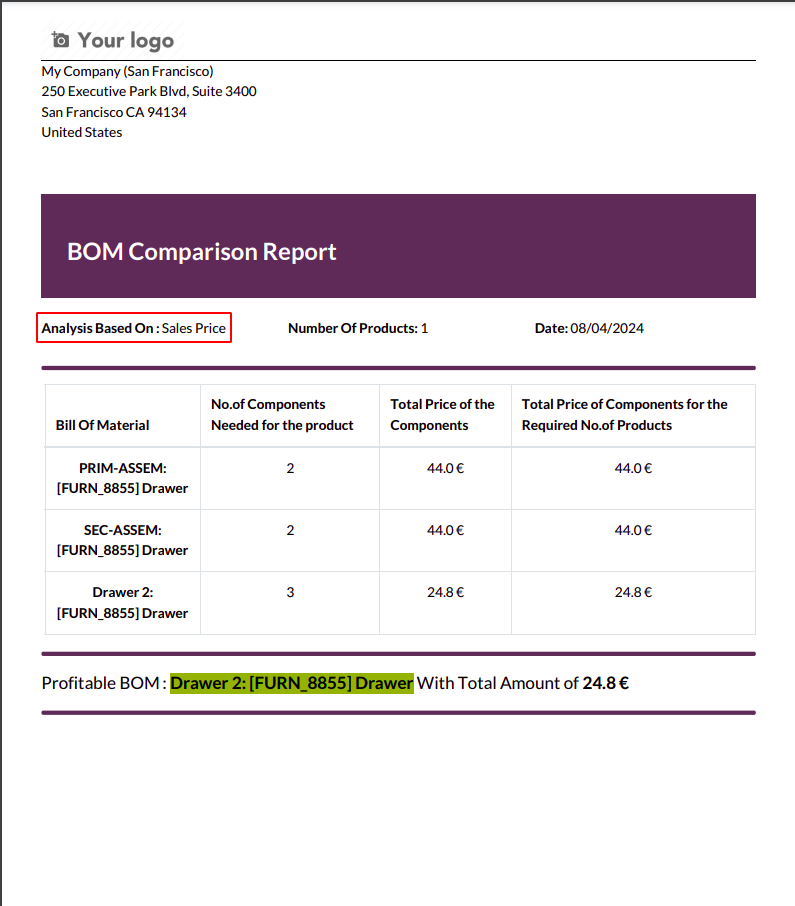 Your logo
My Company (San Francisco)
250 Executive Park Blvd, Suite 3400
San Francisco CA 94134
United States
BOM Comparison Report
Analysis Based On : Sales Price Number Of Products: 1 Date: 08/04/2024
Bill Of Material
No.of Components
Needed for the product
Total Price of the
Components
Total Price of Components for the
Required No.of Products
PRIM-ASSEM:
[FURN_8855] Drawer
2
44.0 €
44.0 €
SEC-ASSEM:
[FURN_8855] Drawer
2
44.0 €
44.0 €
Drawer 2:
[FURN_8855] Drawer
3
24.8 €
24.8 €
Profitable BOM : Drawer 2: [FURN_8855] Drawer With Total Amount of 24.8 €